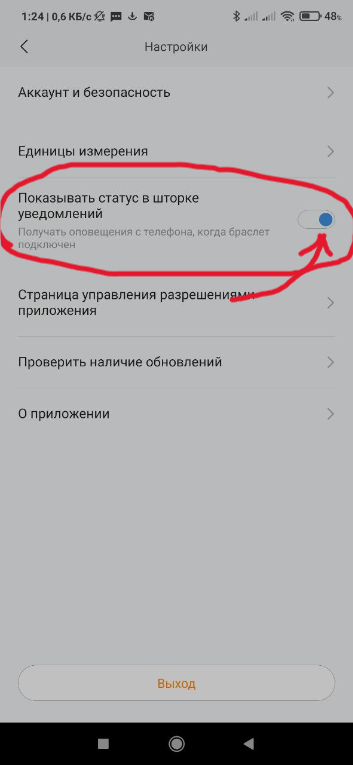 1:24 | 0,6 КБ/с
48%
Настройки
Аккаунт и безопасность
Единицы измерения
Показывать статус в шторке
уведомлений
Получать оповещения с телефона, когда браслет
подключен
Страница управления разрешениями
приложения
Проверить наличие обновлений
О приложении
Выход